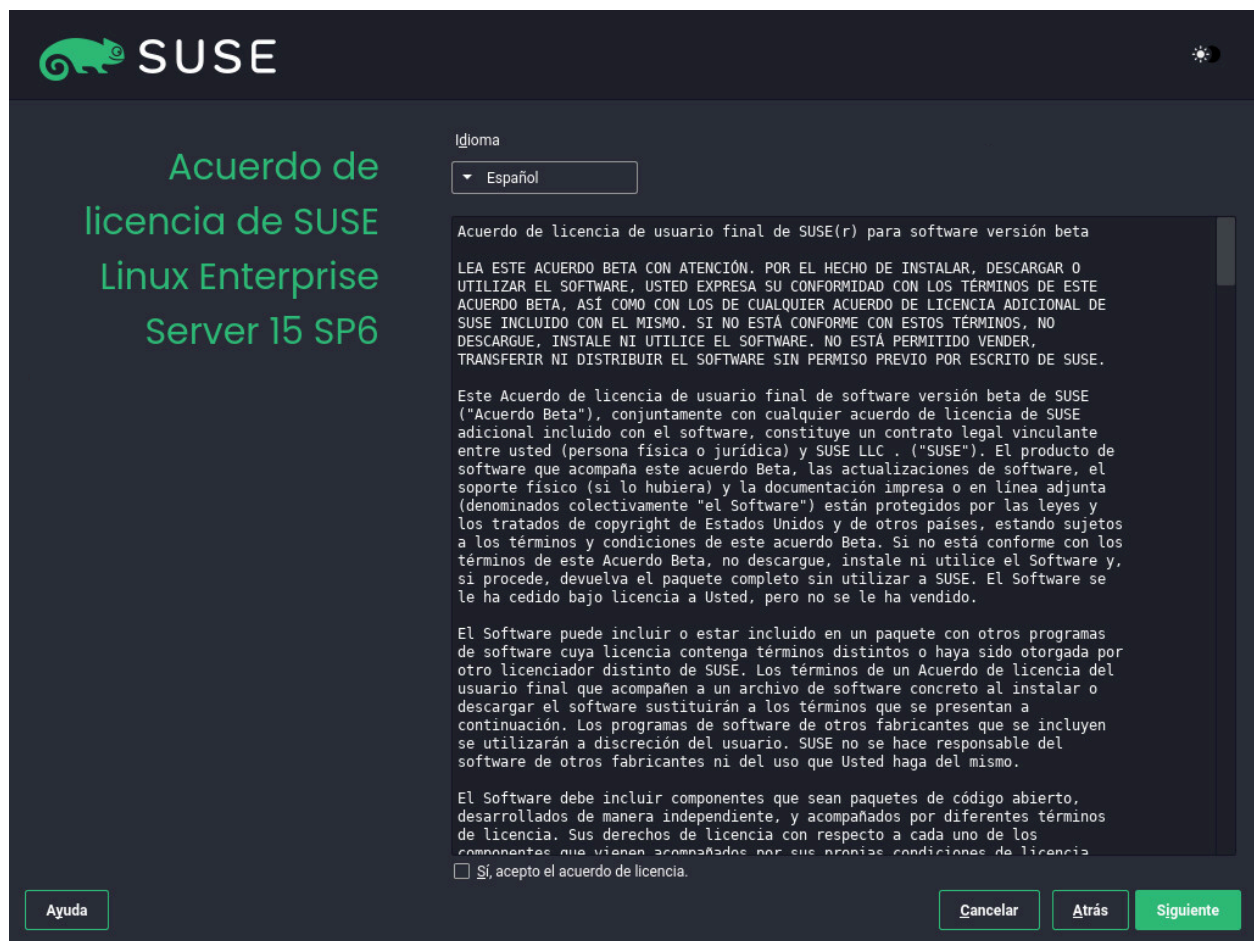 SUSE
Acuerdo de
licencia de SUSE
Linux Enterprise
Server 15 SP6
Idioma
Español
Acuerdo de licencia de usuario final de SUSE(r) para software versión beta
LEA ESTE ACUERDO BETA CON ATENCIÓN. POR EL HECHO DE INSTALAR, DESCARGAR O
UTILIZAR EL SOFTWARE, USTED EXPRESA SU CONFORMIDAD CON LOS TÉRMINOS DE ESTE
ACUERDO BETA, ASÍ COMO CON LOS DE CUALQUIER ACUERDO DE LICENCIA ADICIONAL DE
SUSE INCLUIDO CON EL MISMO. SI NO ESTÁ CONFORME CON ESTOS TÉRMINOS, NO
DESCARGUE, INSTALE NI UTILICE EL SOFTWARE. NO ESTÁ PERMITIDO VENDER,
TRANSFERIR NI DISTRIBUIR EL SOFTWARE SIN PERMISO PREVIO POR ESCRITO DE SUSE.
Este Acuerdo de licencia de usuario final de software versión beta de SUSE
("Acuerdo Beta"), conjuntamente con cualquier acuerdo de licencia de SUSE
adicional incluido con el software, constituye un contrato legal vinculante
entre usted (persona física o jurídica) y SUSE LLC . ("SUSE"). El producto de
software que acompaña este acuerdo Beta, las actualizaciones de software, el
soporte físico (si lo hubiera) y la documentación impresa o en línea adjunta
(denominados colectivamente "el Software") están protegidos por las leyes y
los tratados de copyright de Estados Unidos y de otros países, estando sujetos
a los términos y condiciones de este acuerdo Beta. Si no está conforme con los
términos de este Acuerdo Beta, no descargue, instale ni utilice el Software y,
si procede, devuelva el paquete completo sin utilizar a SUSE. El Software se
le ha cedido bajo licencia a Usted, pero no se le ha vendido.
El Software puede incluir o estar incluido en un paquete con otros programas
de software cuya licencia contenga términos distintos o haya sido otorgada por
otro licenciador distinto de SUSE. Los términos de un Acuerdo de licencia del
usuario final que acompañen a un archivo de software concreto al instalar o
descargar el software sustituirán a los términos que se presentan a
continuación. Los programas de software de otros fabricantes que se incluyen
se utilizarán a discreción del usuario. SUSE no se hace responsable del
software de otros fabricantes ni del uso que Usted haga del mismo.
El Software debe incluir componentes que sean paquetes de código abierto,
desarrollados de manera independiente, y acompañados por diferentes términos
de licencia. Sus derechos de licencia con respecto a cada uno de los
componentes que vienen acompañados por sus propias condiciones de licencia
Sí, acepto el acuerdo de licencia.
Ayuda
Cancelar
Atrás
Siguiente